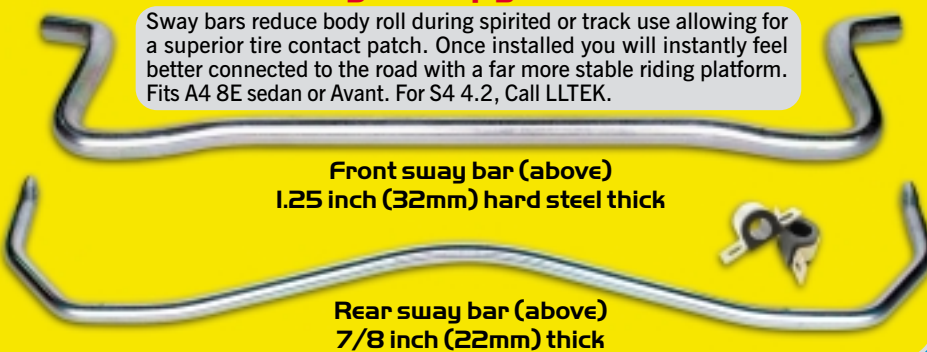 Sway bars reduce body roll during spirited or track use allowing for
a superior tire contact patch. Once installed you will instantly feel
better connected to the road with a far more stable riding platform.
Fits A4 8E sedan or Avant. For S4 4.2, Call LLTEK.
Front sway bar (above)
1.25 inch (32mm) hard steel thick
Rear sway bar (above)
7/8 inch (22mm) thick